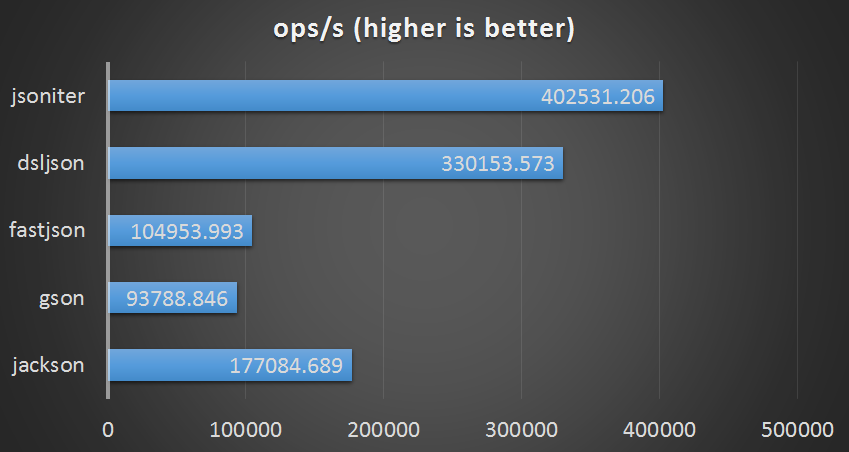 ops/s (higher is better)
jsoniter 402531.206
dsljson 330153.573
fastjson 104953.993
gson 93788.846
jackson 177084.689
0 100000 200000 300000 400000 500000